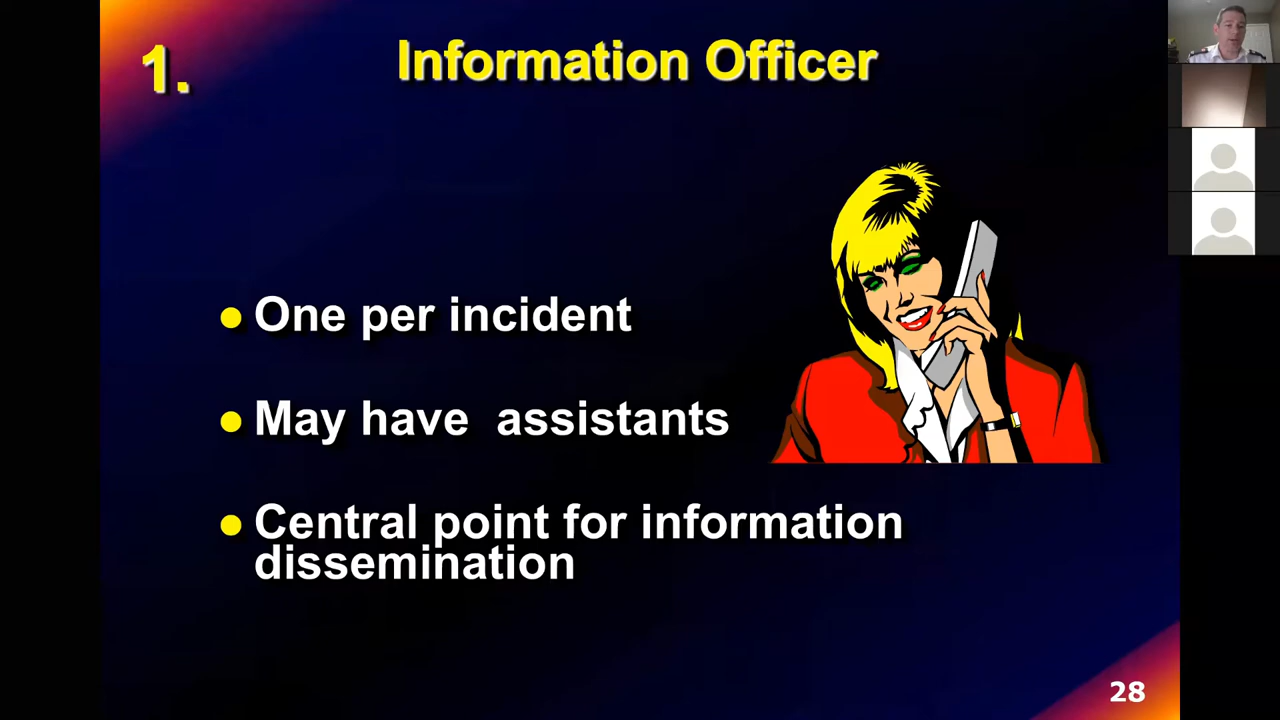 1.
Information Officer
One per incident
May have assistants
Central point for information
dissemination
28